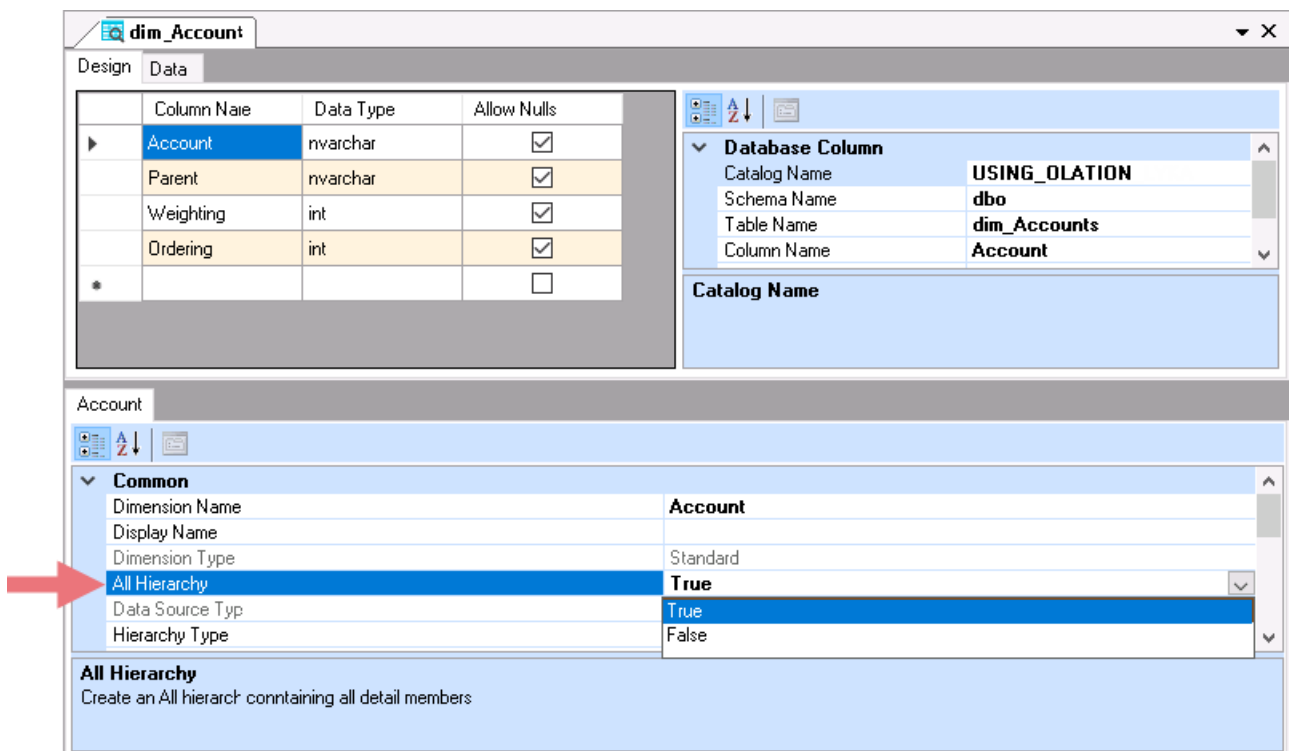 dim_Account
Design Data
Column Naıe Data Type Allow Nulls
Account nvarchar
Parent nvarchar
Weighting int
Ordering int
Database Column
Catalog Name USING_OLATION
Schema Name dbo
Table Name dim_Accounts
Column Name Account
Catalog Name
Account
Common
Dimension Name Account
Display Name
Dimension Type Standard
All Hierarchy True
Data Source Typ True
Hierarchy Type False
All Hierarchy
Create an All hierarcŀ conntaining all detail members